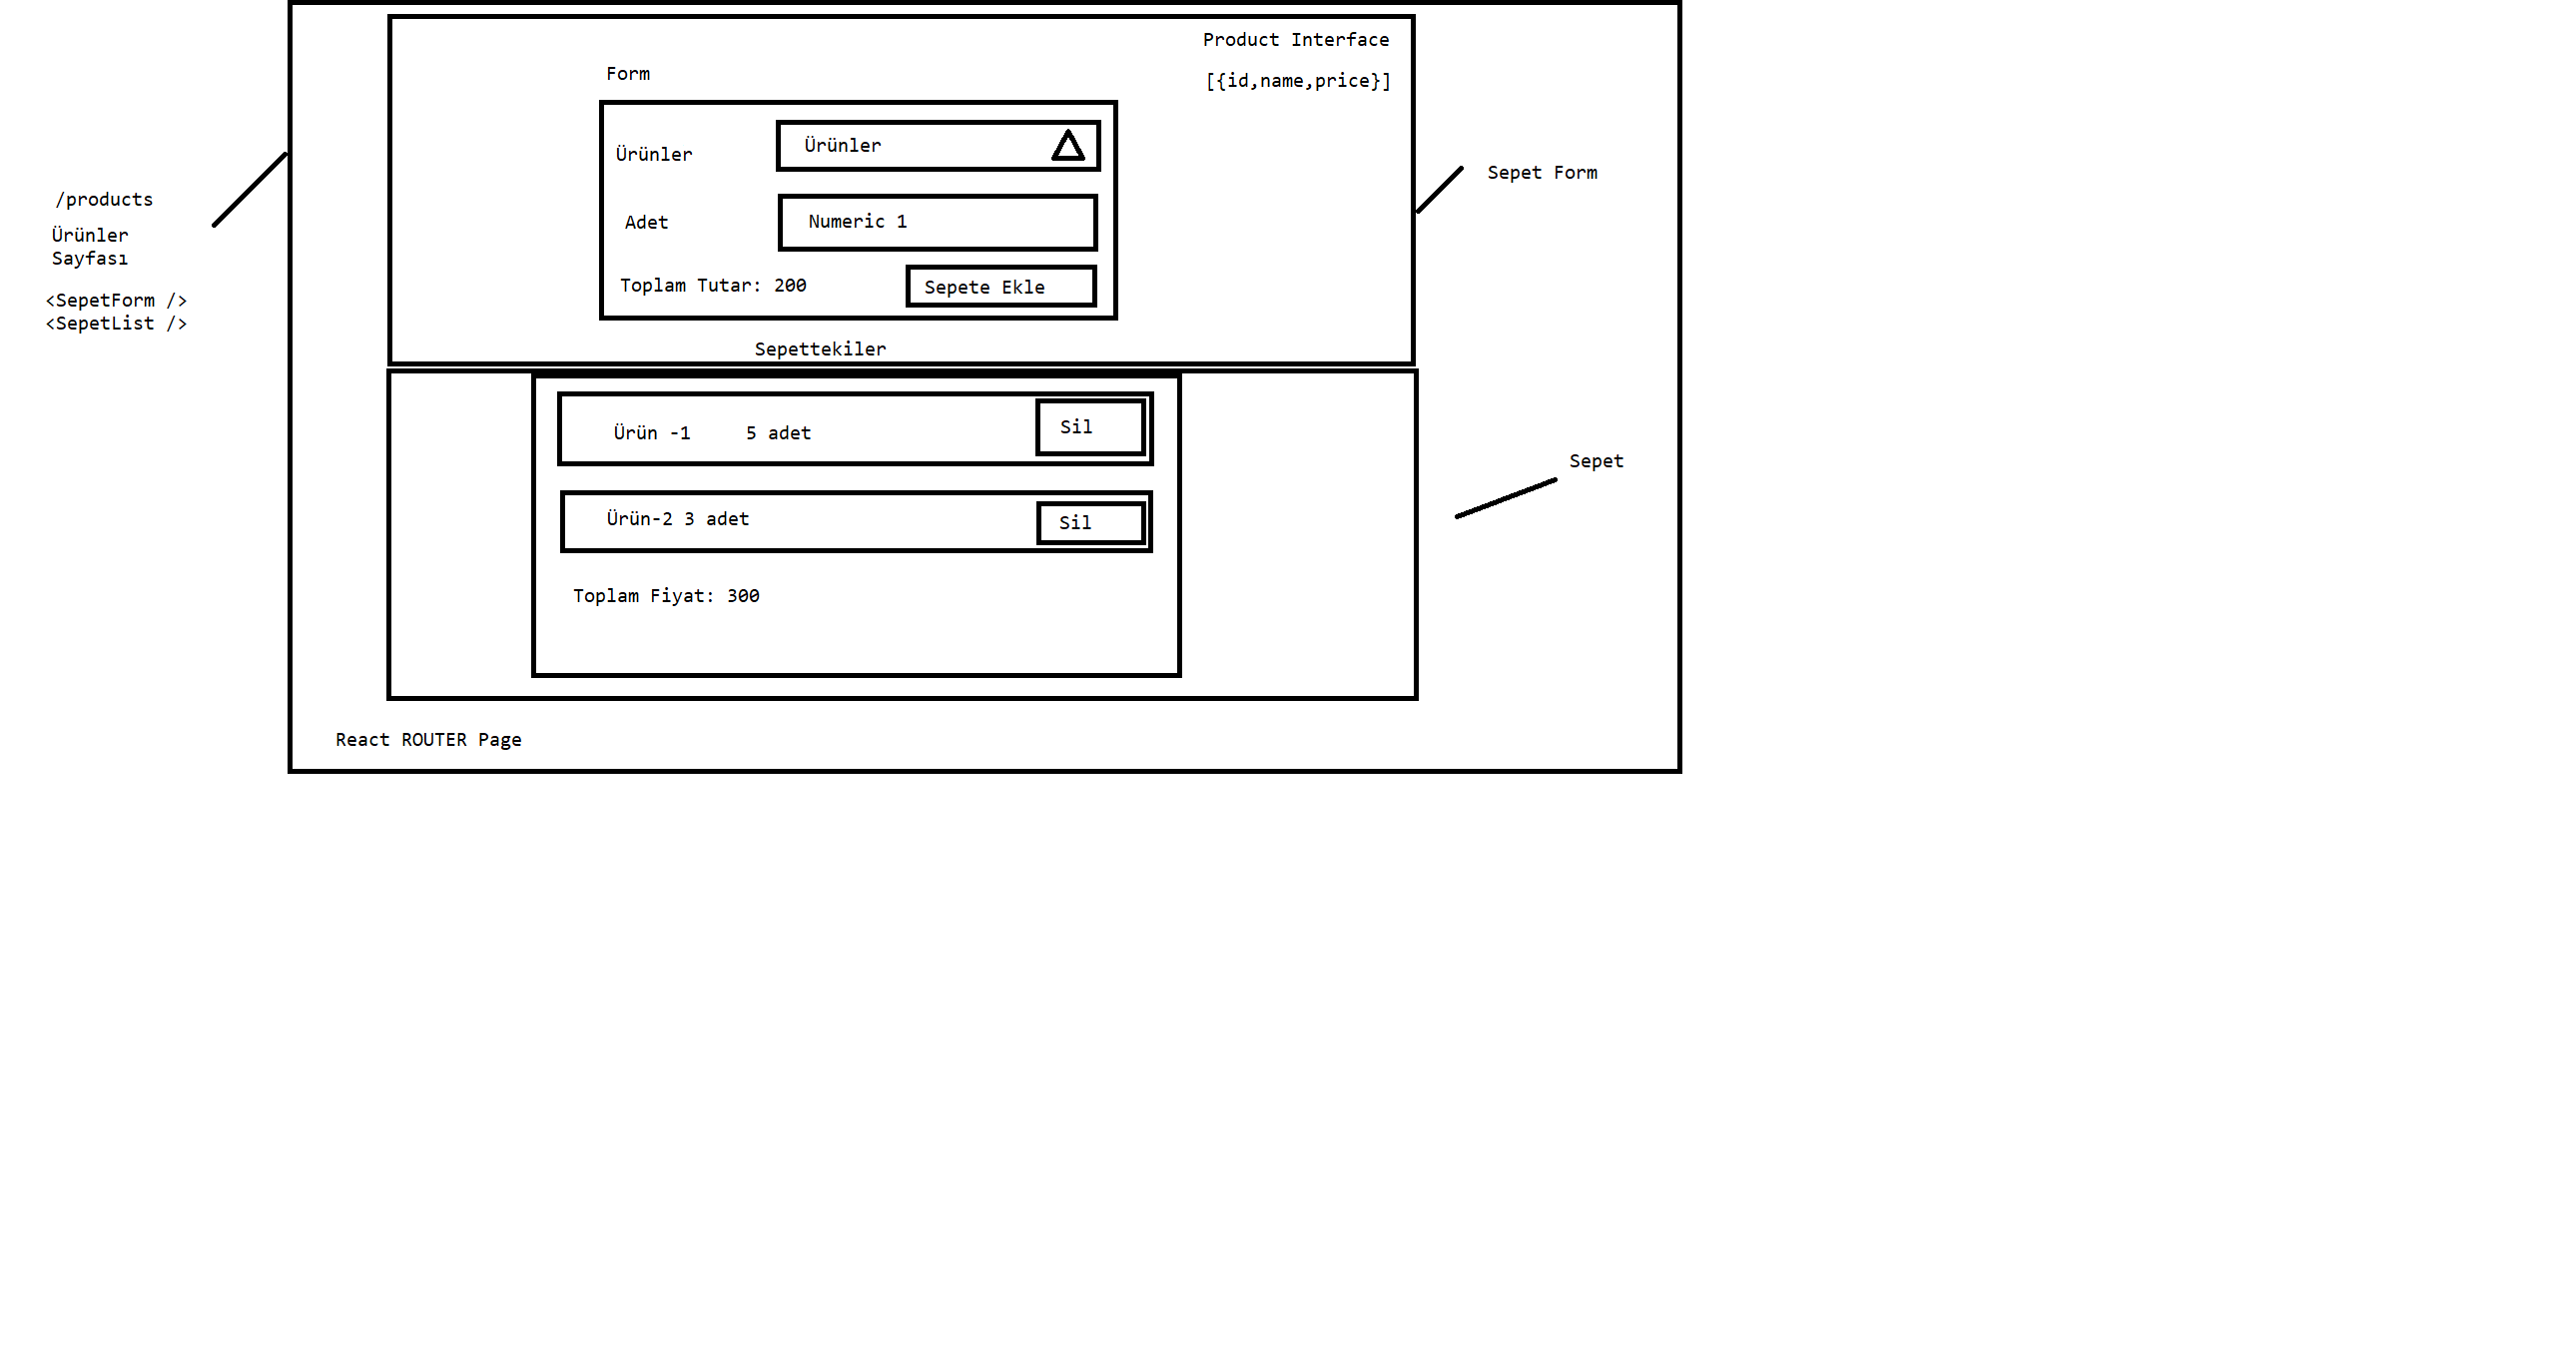 Product Interface
Form
[{id,name,price}]
Ürünler
Ürünler
Adet
Numeric 1
Toplam Tutar: 200
Sepete Ekle
Sepettekiler
Sepet Form
/products
Ürünler
Sayfası
<SepetForm />
<SepetList />
Ürün -1     5 adet
Sil
Ürün-2 3 adet
Sil
Toplam Fiyat: 300
Sepet
React ROUTER Page